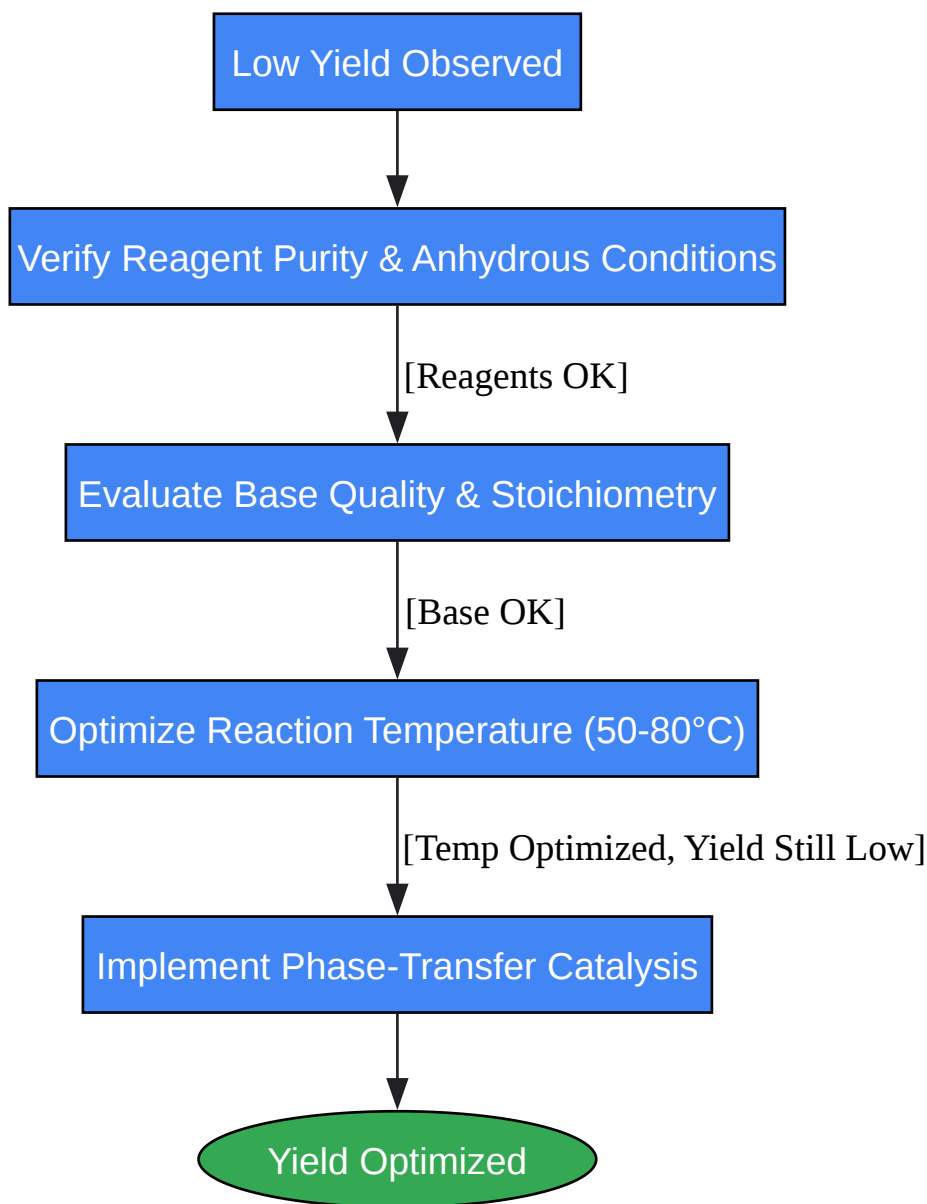 Low Yield Observed
Verify Reagent Purity & Anhydrous Conditions
[Reagents OK]
Evaluate Base Quality & Stoichiometry
[Base OK]
Optimize Reaction Temperature (50-80°C)
[Temp Optimized, Yield Still Low]
Implement Phase-Transfer Catalysis
Yield Optimized